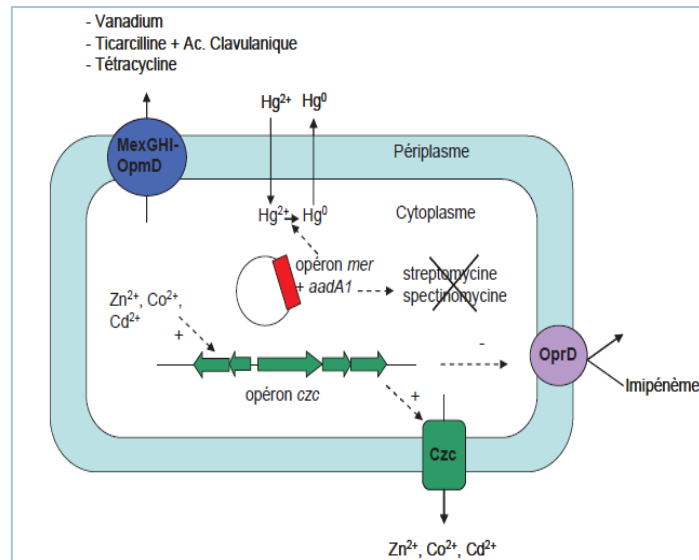 - Vanadium
- Ticarcilline + Ac. Clavulanique
- Tétracycline
Hg2+ Hg0
MexGHI-
OpmD
Périplasme
Hg2+ Hg0
Cytoplasme
opéron mer
+ aadA1
streptomycine
spectinomycine
Zn2+, Co2+,
Cd2+
+
-
OprD
Imipénème
opéron czc
+
Czc
Zn2+, Co2+, Cd2+